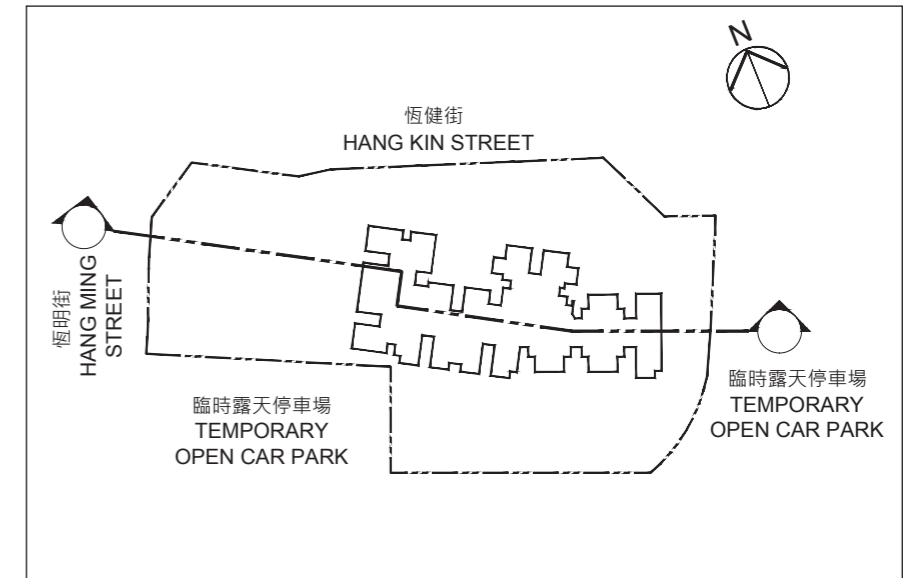 N
恆健街
HANG KIN STREET
恆明街
HANG MING
STREET
臨時露天停車場
TEMPORARY
OPEN CAR PARK
臨時露天停車場
TEMPORARY
OPEN CAR PARK